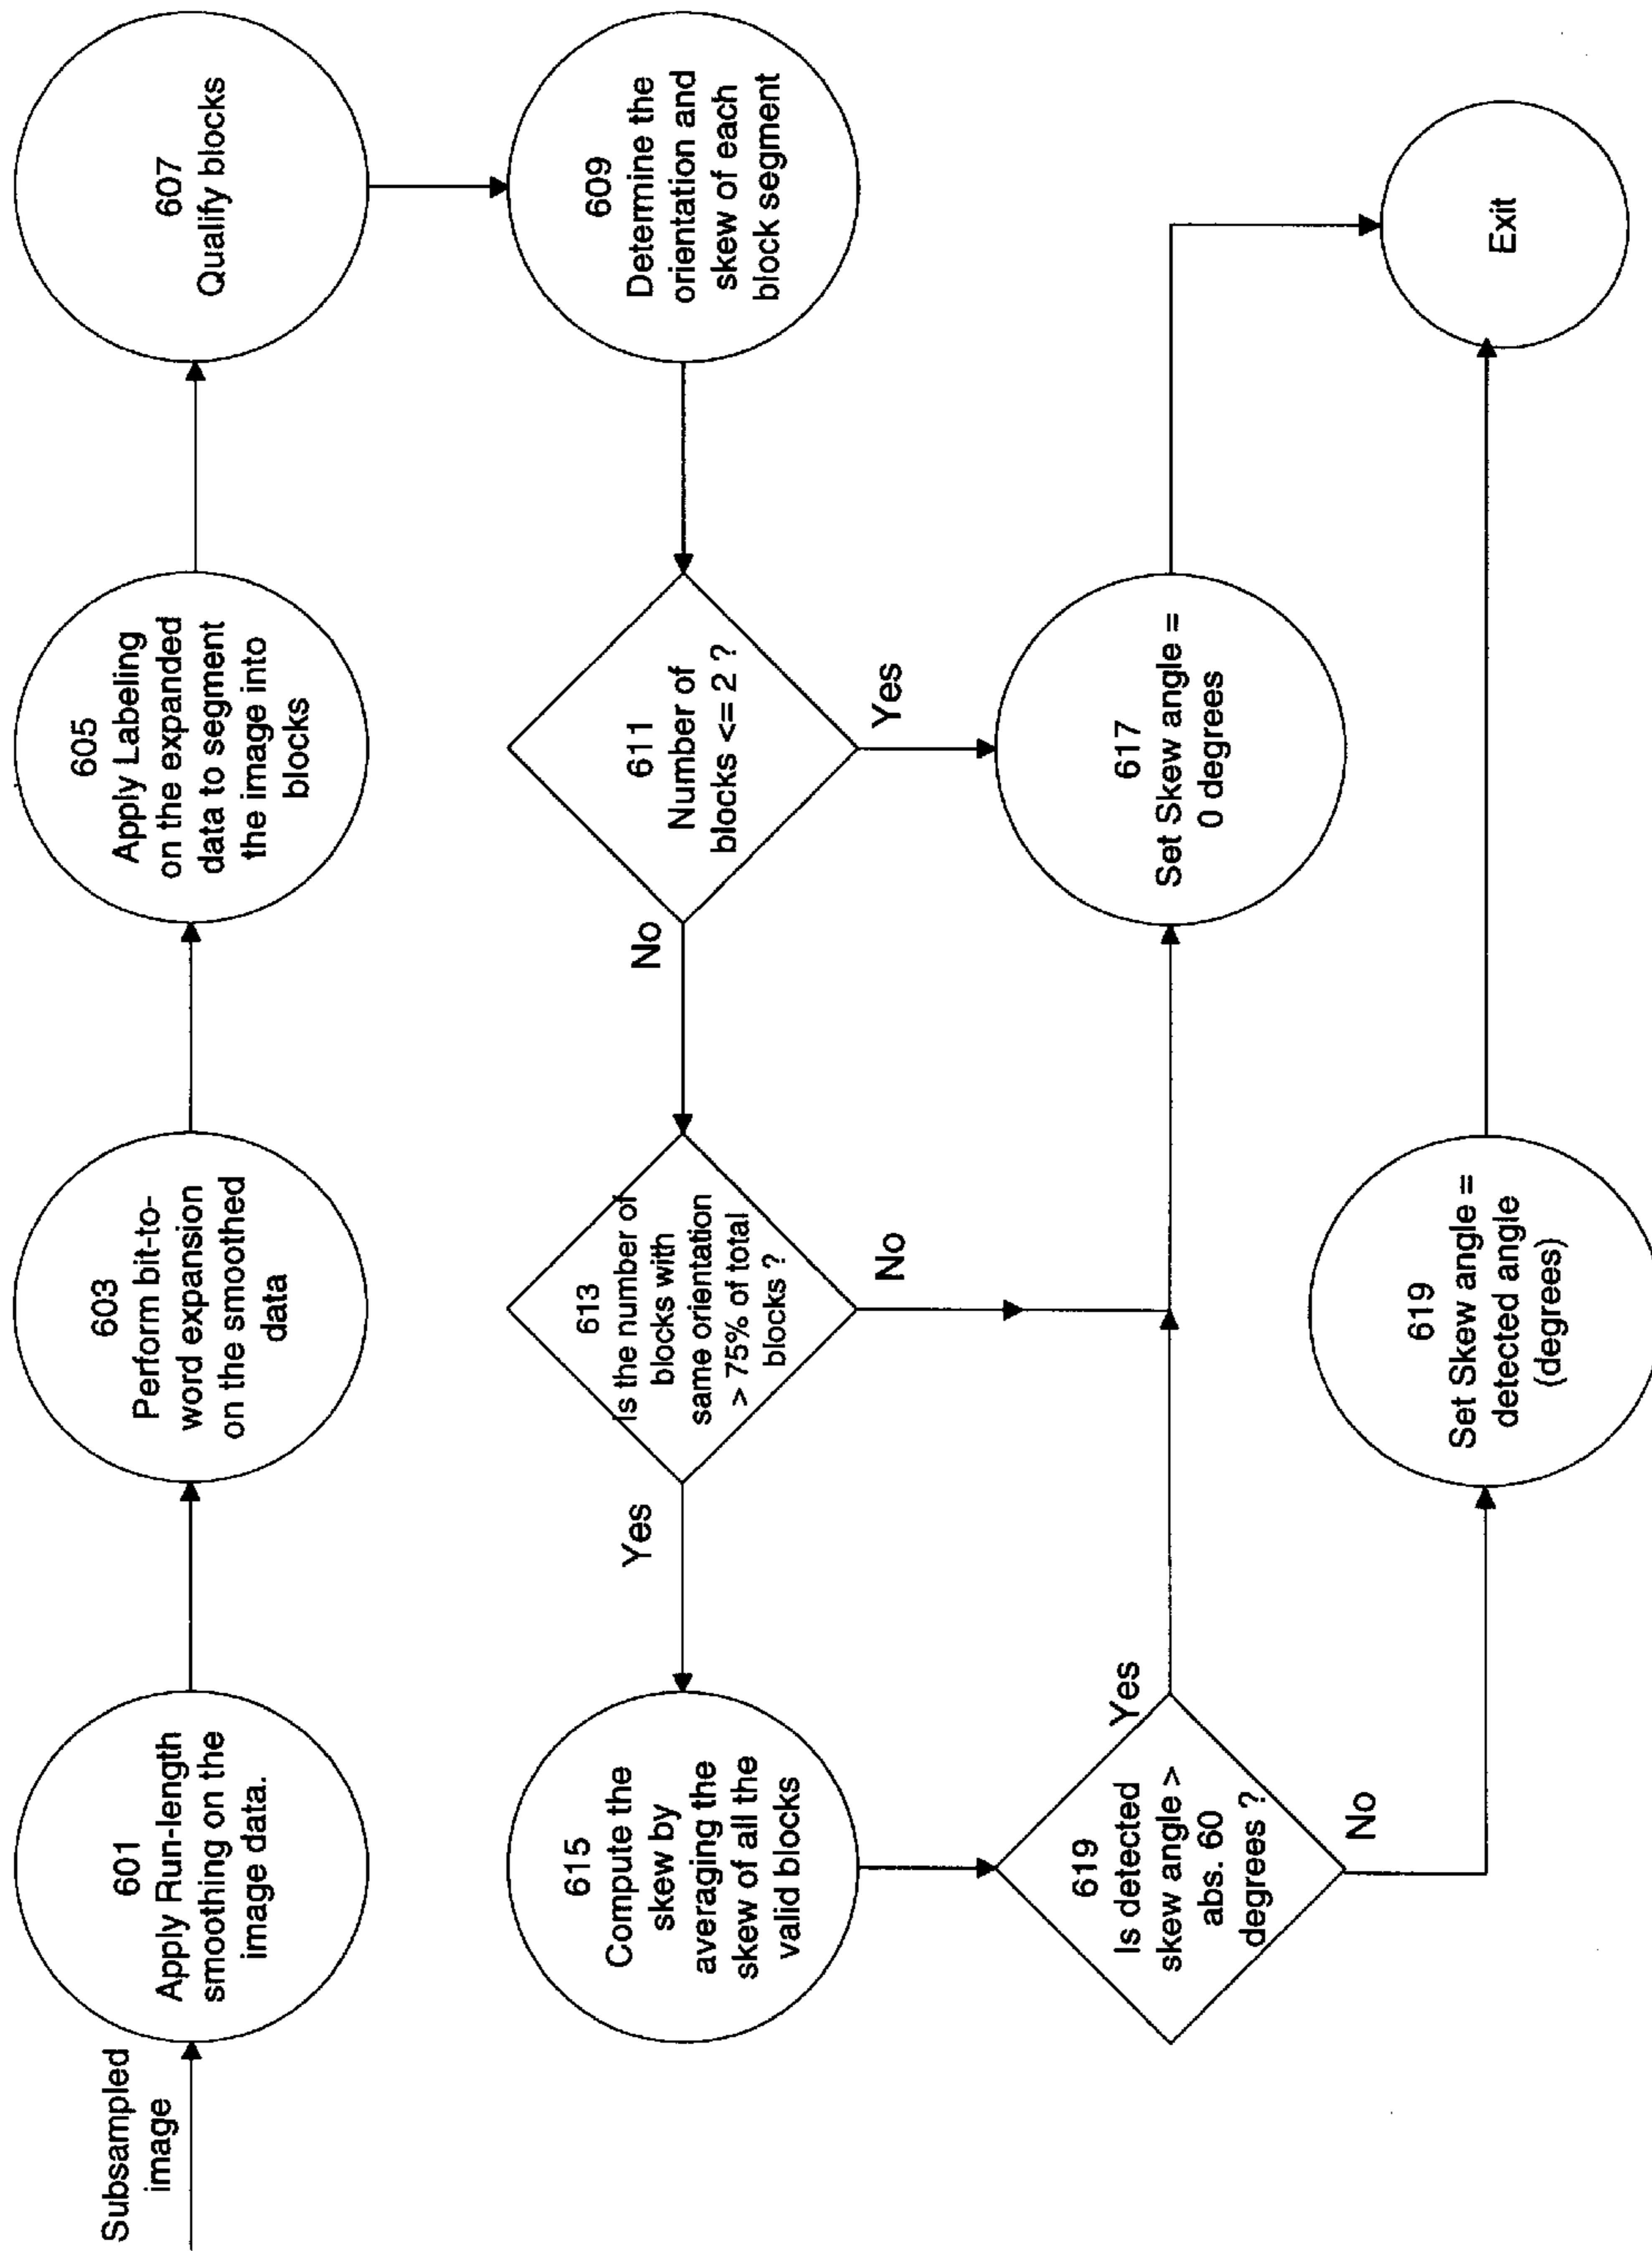 Subsampled
image
601
Apply Run-length
smoothing on the
image data.
603
Perform bit-to-
word expansion
on the smoothed
data
605
Apply Labeling
on the expanded
data to segment
the image into
blocks
607
Qualify blocks
609
Determine the
orientation and
skew of each
block segment
611
Number of
blocks <= 2 ?
No
Yes
613
Is the number of
blocks with
same orientation
> 75% of total
blocks ?
Yes
No
615
Compute the
skew by
averaging the
skew of all the
valid blocks
617
Set Skew angle =
0 degrees
619
Is detected
skew angle >
abs. 60
degrees ?
Yes
No
619
Set Skew angle =
detected angle
(degrees)
Exit